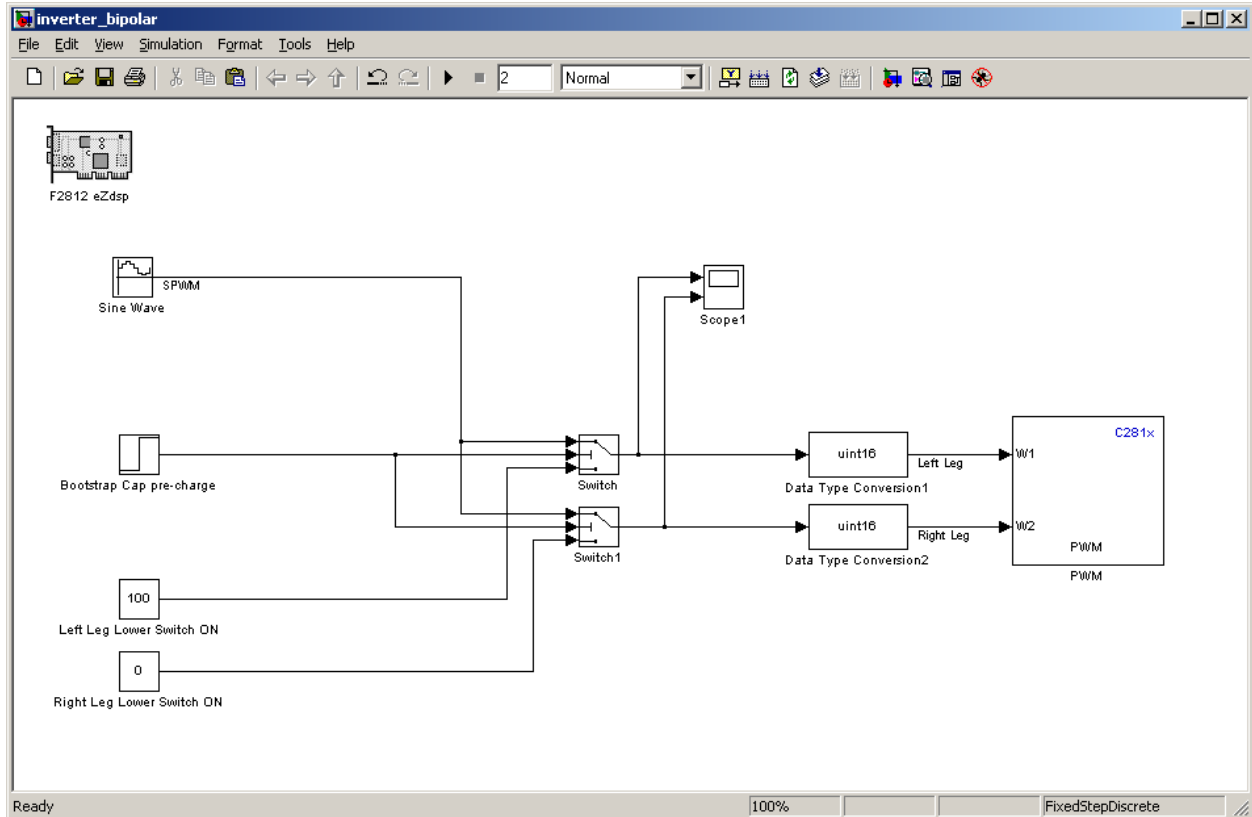 inverter_bipolar
File Edit View Simulation Format Tools Help
2 Normal
F2812 eZdsp
SPWM
Sine Wave
Scope1
Bootstrap Cap pre-charge
Switch
uint16
Data Type Conversion1
Left Leg
C281x
W1
W2
PWM
PWM
Switch1
uint16
Data Type Conversion2
Right Leg
100
Left Leg Lower Switch ON
0
Right Leg Lower Switch ON
Ready 100% FixedStepDiscrete